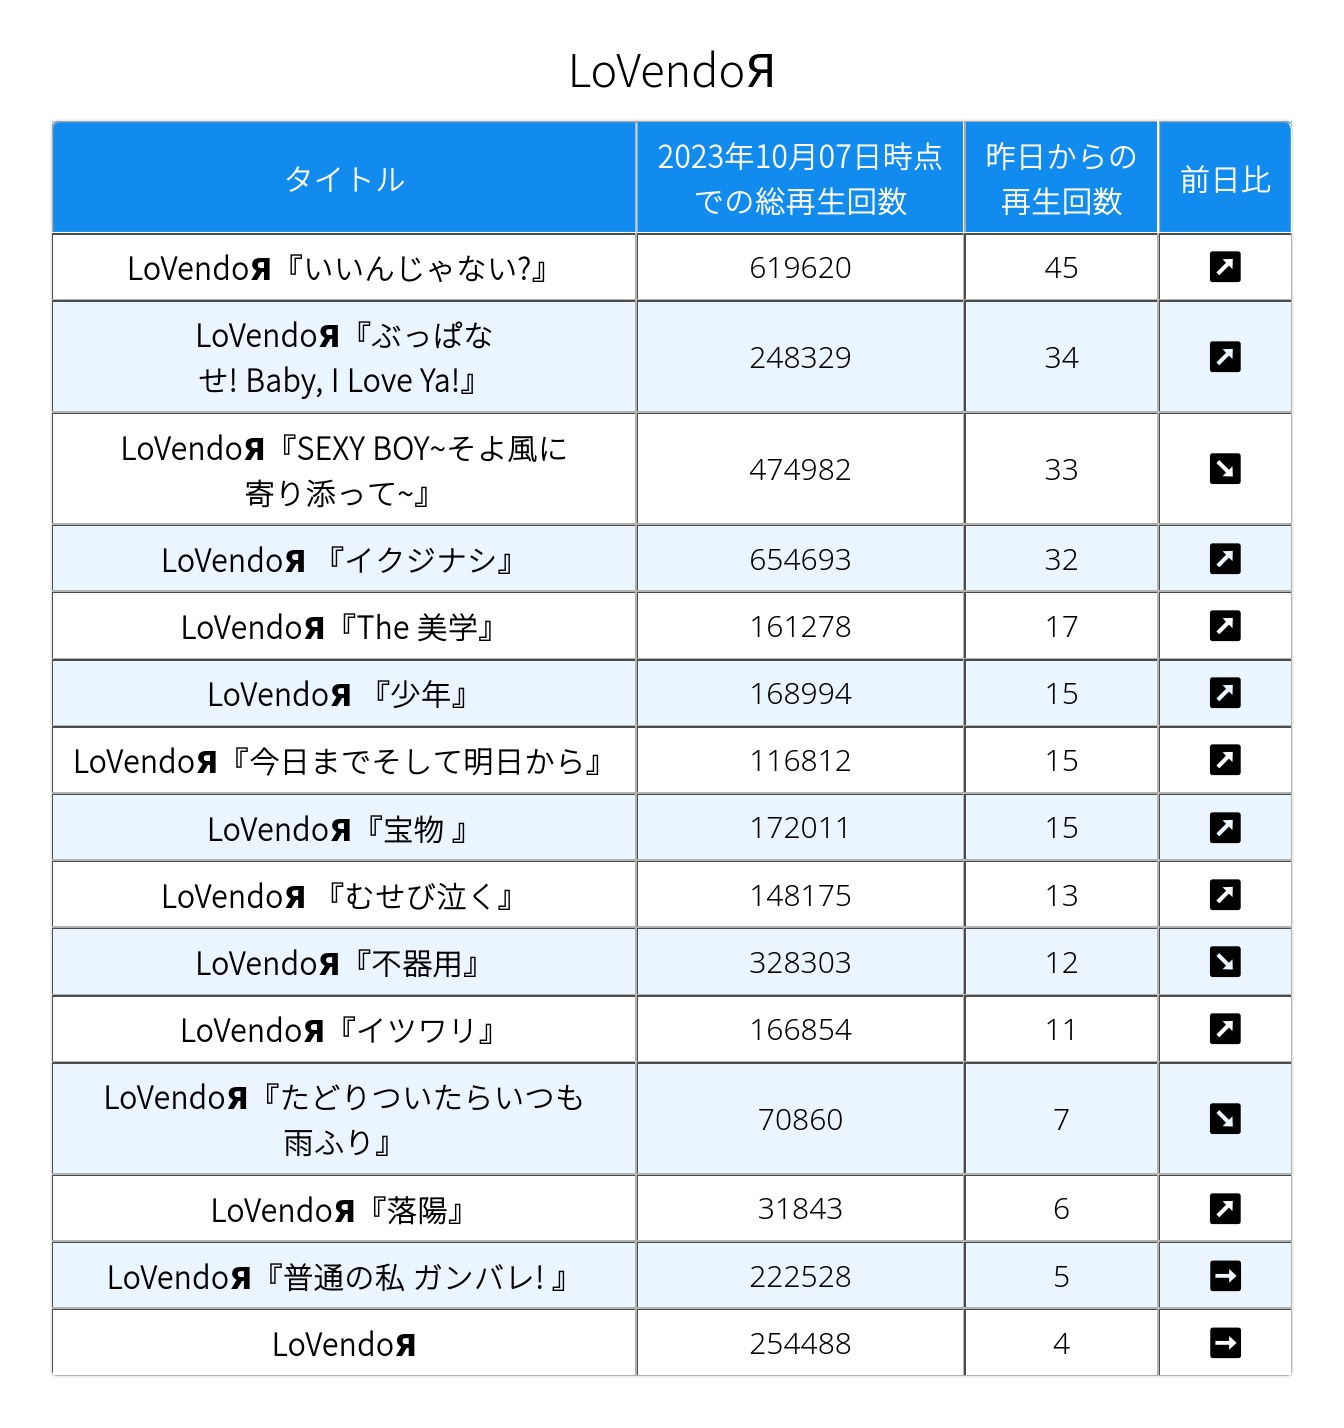 LoVendoЯ
タイトル
2023年10月07日時点
での総再生回数
昨日からの
再生回数
前日比
LoVendoЯ『いいんじゃない?』
619620
45
LoVendoЯ『ぶっぱな
せ! Baby, I Love Ya!』
248329
34
LoVendoЯ『SEXY BOY~そよ風に
寄り添って~』
474982
33
LoVendoЯ 『イクジナシ』
654693
32
LoVendoЯ『The 美学』
161278
17
LoVendoЯ 『少年』
168994
15
LoVendoЯ『今日までそして明日から』
116812
15
LoVendoЯ『宝物 』
172011
15
LoVendoЯ 『むせび泣く』
148175
13
LoVendoЯ『不器用』
328303
12
LoVendoЯ『イツワリ』
166854
11
LoVendoЯ『たどりついたらいつも
雨ふり』
70860
7
LoVendoЯ『落陽』
31843
6
LoVendoЯ『普通の私 ガンバレ! 』
222528
5
LoVendoЯ
254488
4